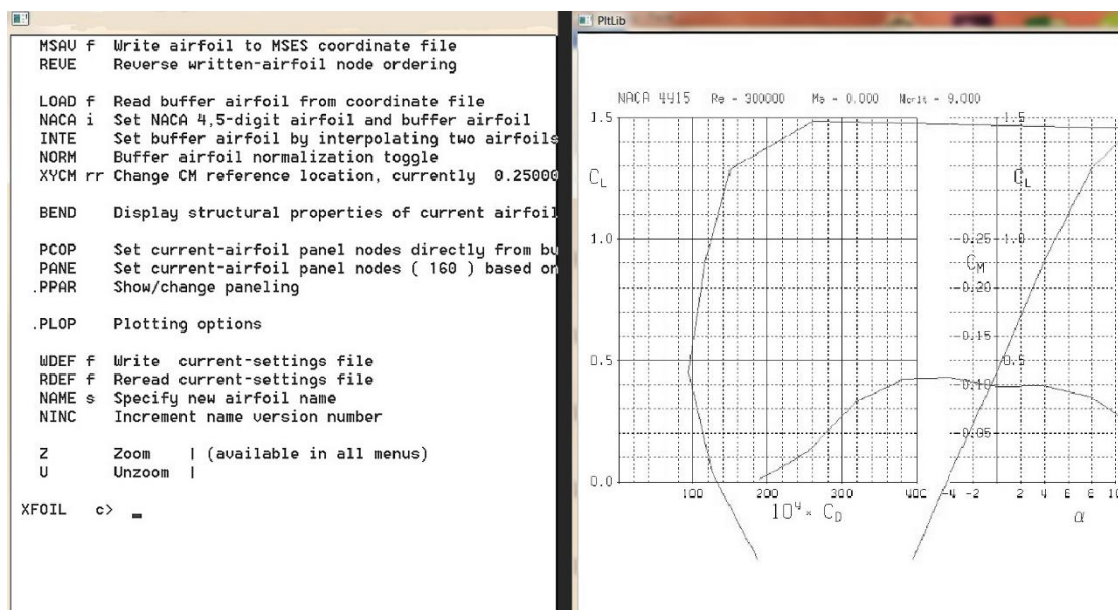 MSAV f Write airfoil to MSES coordinate file
REVE Reverse written-airfoil node ordering
LOAD f Read buffer airfoil from coordinate file
NACA i Set NACA 4,5-digit airfoil and buffer airfoil
INTE Set buffer airfoil by interpolating two airfoils
NORM Buffer airfoil normalization toggle
XYCM rr Change CM reference location, currently 0.25000
BEND Display structural properties of current airfoil
PCOP Set current-airfoil panel nodes directly from bu
PANE Set current-airfoil panel nodes ( 160 ) based on
.PPAR Show/change paneling
.PLOP Plotting options
WDEF f Write current-settings file
RDEF f Reread current-settings file
NAME s Specify new airfoil name
NINC Increment name version number
Z Zoom | (available in all menus)
U Unzoom |
XFOIL c>
PltLib
NACA 4415 Re = 300000 Ma = 0.000 Ncrit = 9.000
1.5 1.5
C_L C_L
1.0 -0.25 1.0
C_M
-0.20
0.5 0.5
-0.10
-0.05
0.0
100 200 300 400 -4 -2 2 4 6 8 10
10^4 × C_D α